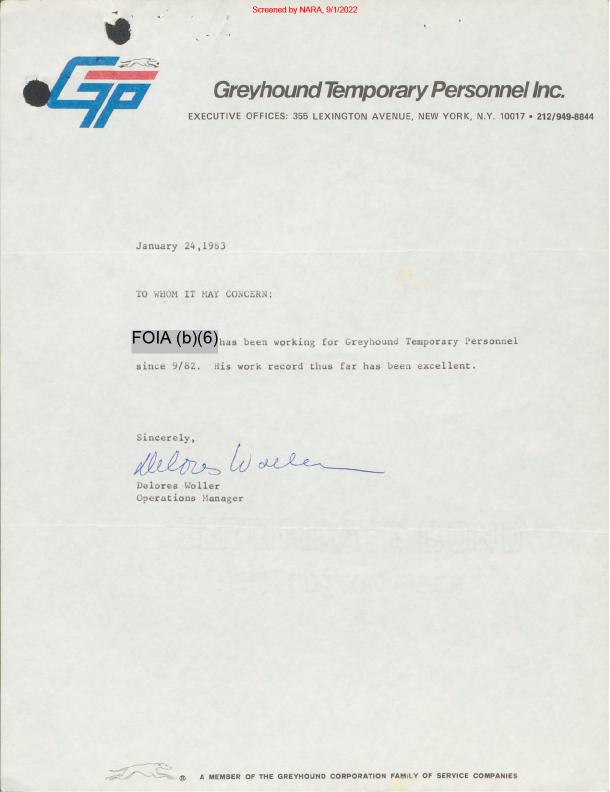 Screened by NARA, 9/1/2022
GTP
Greyhound Temporary Personnel Inc.
EXECUTIVE OFFICES: 355 LEXINGTON AVENUE, NEW YORK, N.Y. 10017 • 212/949-8844
January 24,1983
TO WHOM IT MAY CONCERN:
FOIA (b)(6) has been working for Greyhound Temporary Personnel
since 9/82. His work record thus far has been excellent.
Sincerely,
Delores Woller
Delores Woller
Operations Manager
® A MEMBER OF THE GREYHOUND CORPORATION FAMILY OF SERVICE COMPANIES